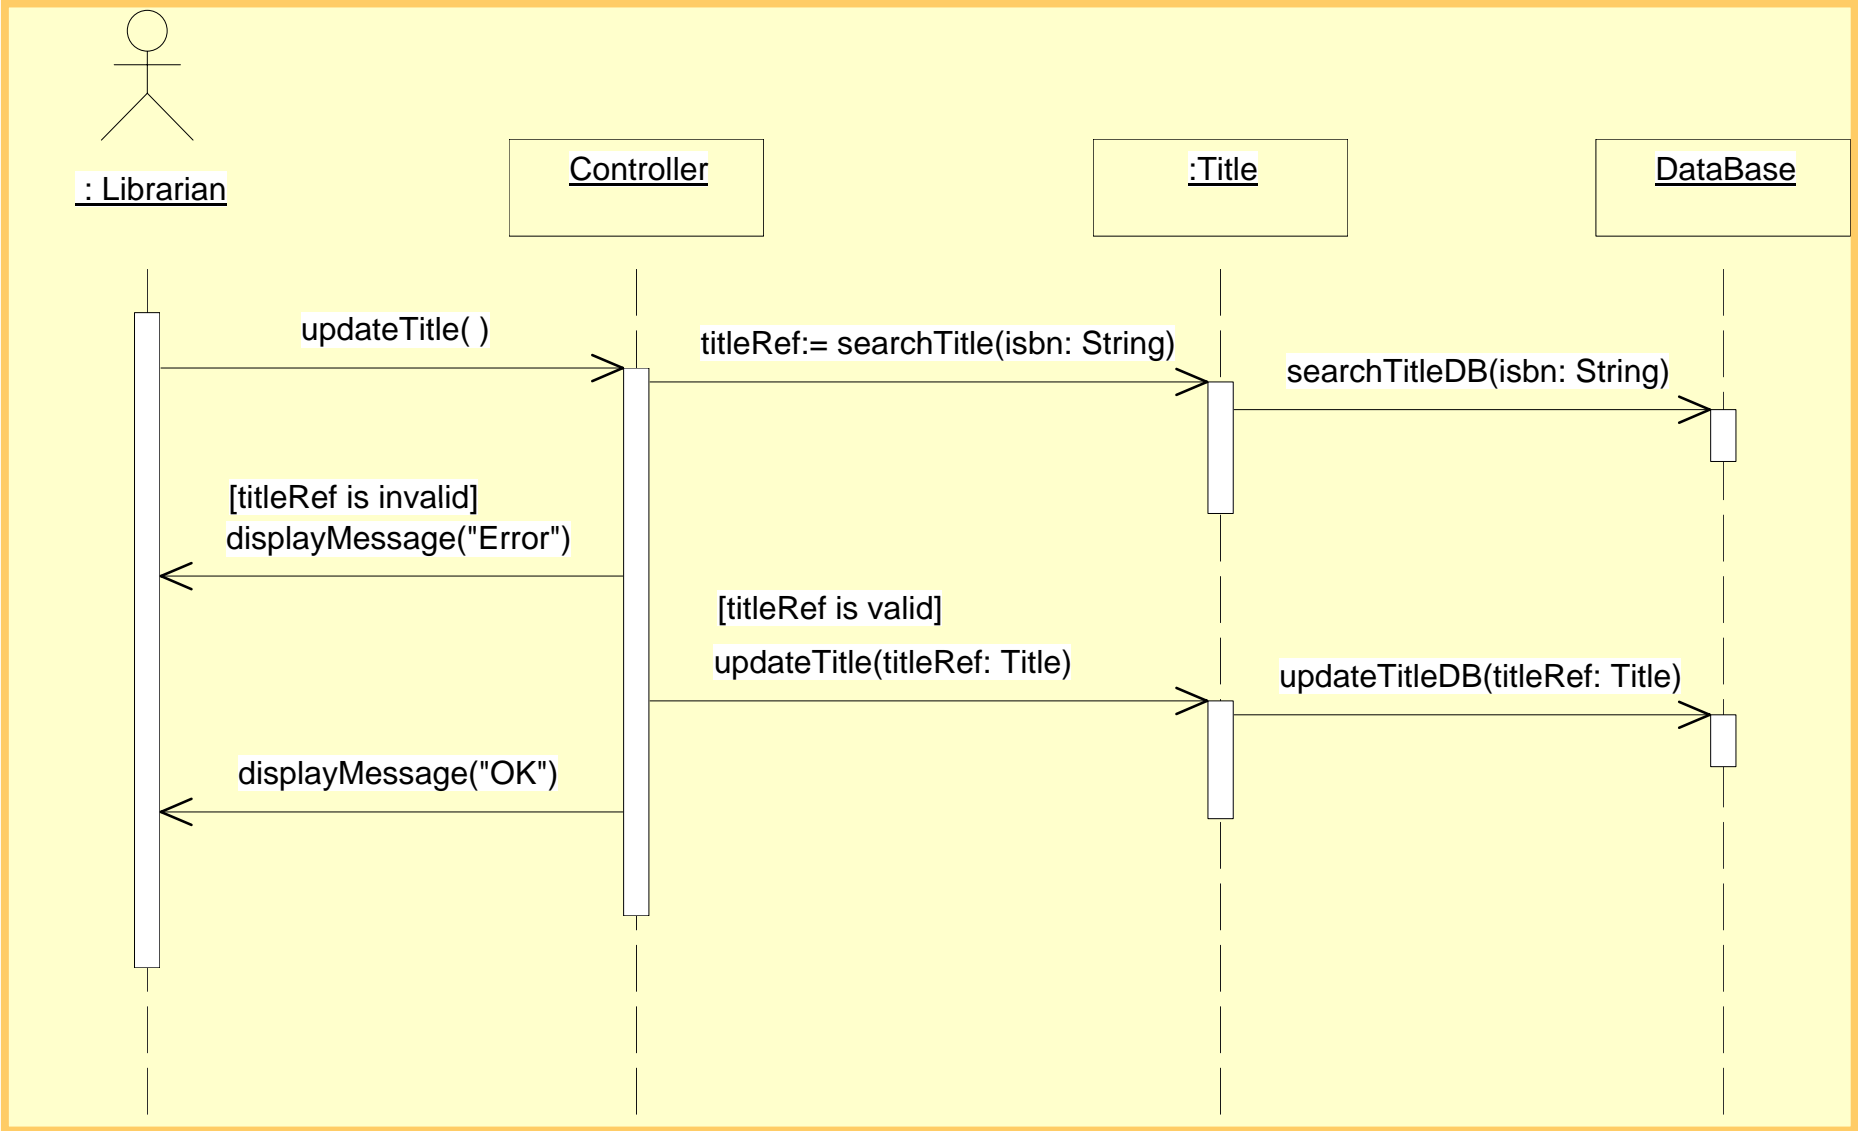 : Librarian
Controller
:Title
DataBase
updateTitle( )
titleRef:= searchTitle(isbn: String)
searchTitleDB(isbn: String)
[titleRef is invalid]
displayMessage("Error")
[titleRef is valid]
updateTitle(titleRef: Title)
updateTitleDB(titleRef: Title)
displayMessage("OK")